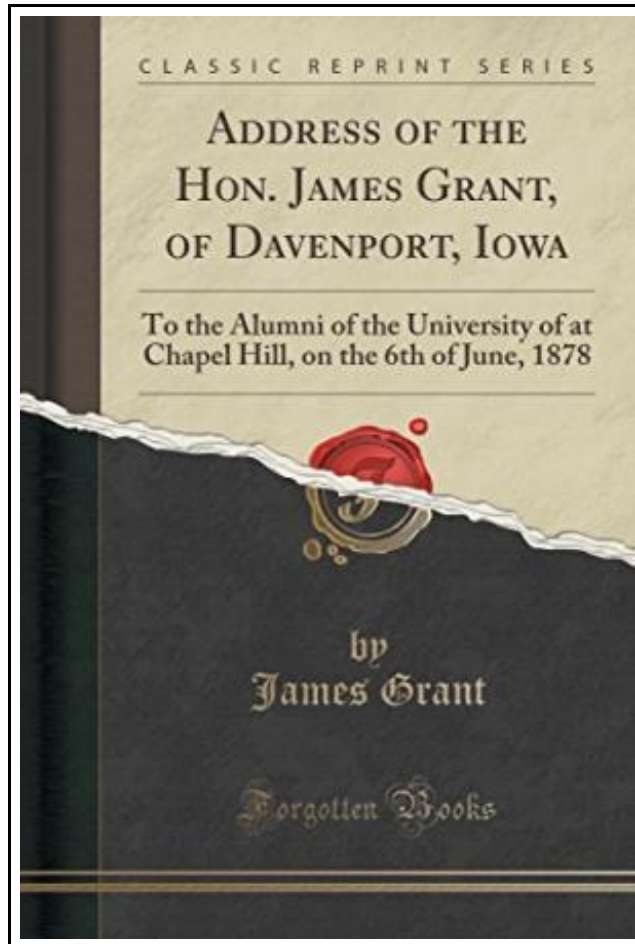 CLASSIC REPRINT SERIES
ADDRESS OF THE
HON. JAMES GRANT,
OF DAVENPORT, IOWA
To the Alumni of the University of at
Chapel Hill, on the 6th of June, 1878
by
James Grant
Forgotten Books